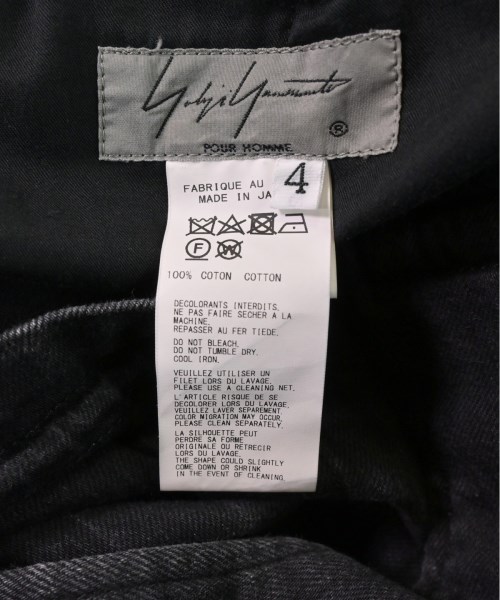 Yohji Yamamoto
®
POUR HOMME
4
FABRIQUE AU
MADE IN JA
F W
100% COTON COTTON
DECOLORANTS INTERDITS.
NE PAS FAIRE SECHER A LA
MACHINE.
REPASSER AU FER TIEDE.
DO NOT BLEACH.
DO NOT TUMBLE DRY.
COOL IRON.
VEUILLEZ UTILISER UN
FILET LORS DU LAVAGE.
PLEASE USE A CLEANING NET.
L'ARTICLE RISQUE DE SE
DECOLORER LORS DU LAVAGE.
VEUILLEZ LAVER SEPAREMENT.
COLOR MIGRATION MAY OCCUR.
PLEASE CLEAN SEPARATELY.
LA SILHOUETTE PEUT
PERDRE SA FORME
ORIGINALE OU RETRECIR
LORS DU LAVAGE.
THE SHAPE COULD SLIGHTLY
COME DOWN OR SHRINK
IN THE EVENT OF CLEANING.